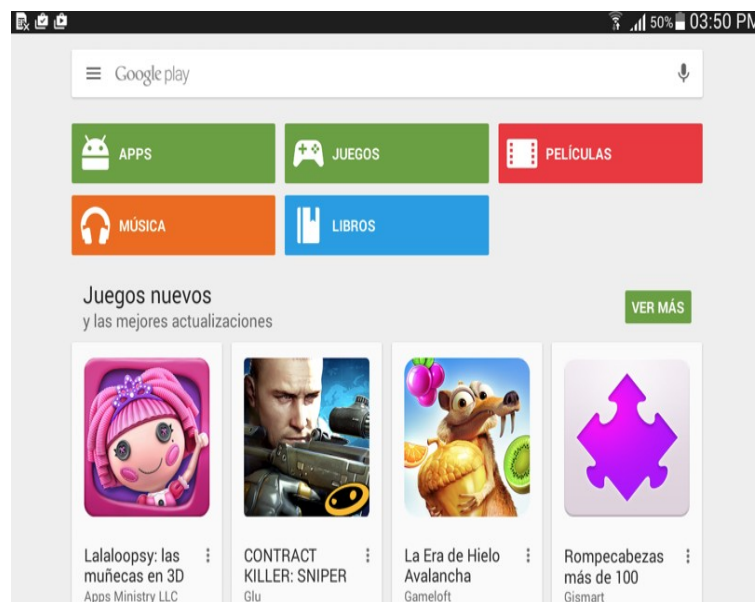 50% 03:50 PM
Google play
APPS
JUEGOS
PELÍCULAS
MÚSICA
LIBROS
Juegos nuevos
y las mejores actualizaciones
VER MÁS
Lalaloopsy: las
muñecas en 3D
Apps Ministry LLC
CONTRACT
KILLER: SNIPER
Glu
La Era de Hielo
Avalancha
Gameloft
Rompecabezas
más de 100
Gismart